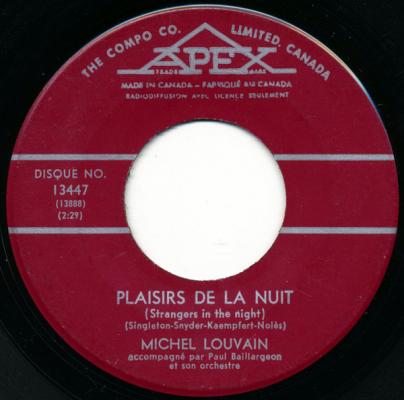 THE COMPO CO. LIMITED, CANADA
APEX
TRADE MARK
MADE IN CANADA - FABRIQUÉ AU CANADA
RADIODIFFUSION AVEC LICENCE SEULEMENT
DISQUE NO.
13447
(13888)
(2:29)
PLAISIRS DE LA NUIT
(Strangers in the night)
(Singleton-Snyder-Kaempfert-Nolès)
MICHEL LOUVAIN
accompagné par Paul Baillargeon
et son orchestre